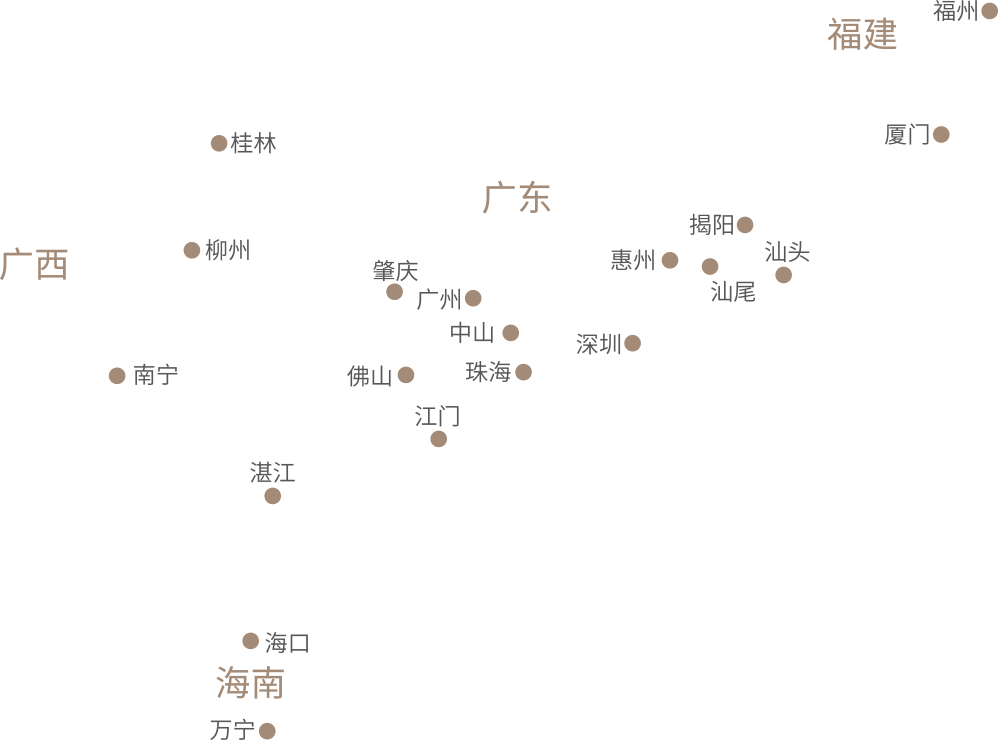 福州
福建
厦门
桂林
广东
揭阳
柳州
汕头
惠州
广西
肇庆
汕尾
广州
中山
深圳
珠海
南宁
佛山
江门
湛江
海口
海南
万宁